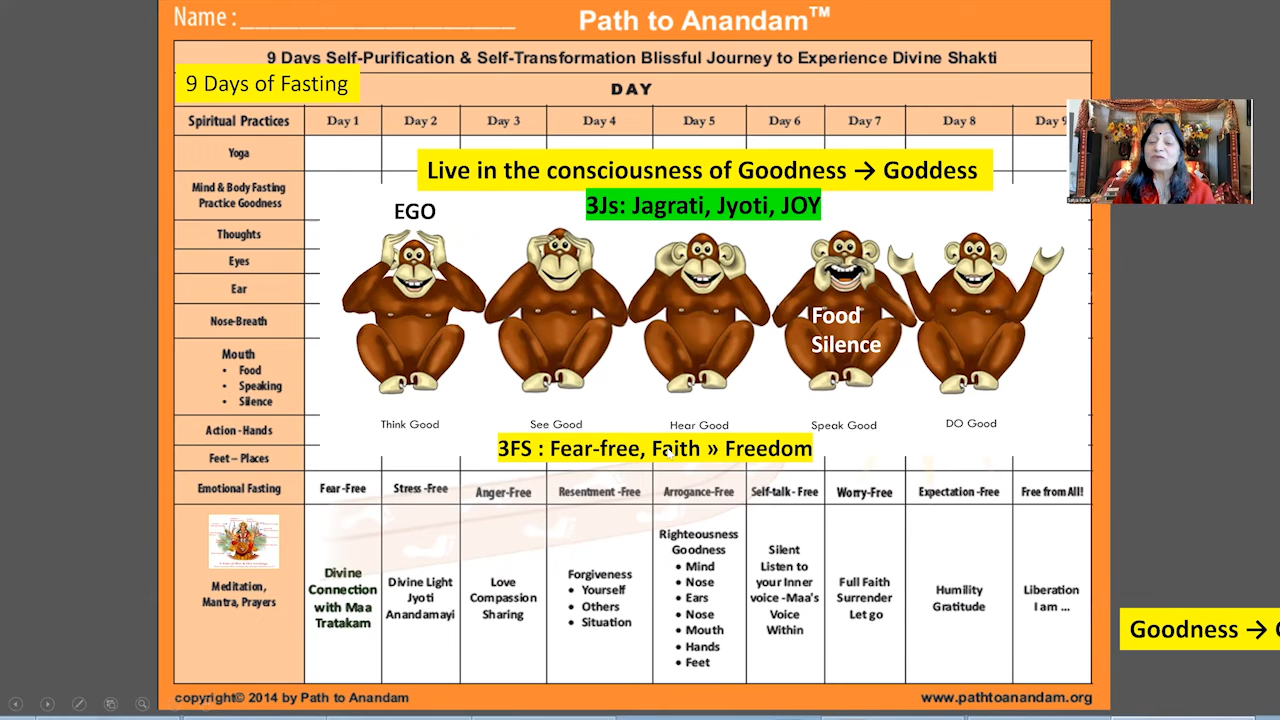 Name : ______________________
Path to Anandam™
9 Days Self-Purification & Self-Transformation Blissful Journey to Experience Divine Shakti
9 Days of Fasting
DAY
Spiritual Practices
Day 1
Day 2
Day 3
Day 4
Day 5
Day 6
Day 7
Day 8
Day 9
Yoga
Live in the consciousness of Goodness → Goddess
Mind & Body Fasting
Practice Goodness
3Js: Jagrati, Jyoti, JOY
EGO
Thoughts
Eyes
Ear
Nose-Breath
Mouth
• Food
• Speaking
• Silence
Food
Silence
Action -Hands
Feet – Places
Think Good
See Good
Hear Good
Speak Good
DO Good
3FS : Fear-free, Faith » Freedom
Emotional Fasting
Fear -Free
Stress -Free
Anger-Free
Resentment -Free
Arrogance-Free
Self-talk - Free
Worry-Free
Expectation -Free
Free from All!
Meditation,
Mantra, Prayers
Divine
Connection
with Maa
Tratakam
Divine Light
Jyoti
Anandamayi
Love
Compassion
Sharing
Forgiveness
• Yourself
• Others
• Situation
Righteousness
Goodness
• Mind
• Nose
• Ears
• Nose
• Mouth
• Hands
• Feet
Silent
Listen to
your Inner
voice -Maa's
Voice
Within
Full Faith
Surrender
Let go
Humility
Gratitude
Liberation
I am ...
Goodness →
copyright© 2014 by Path to Anandam
www.pathtoanandam.org
Satya Kalra